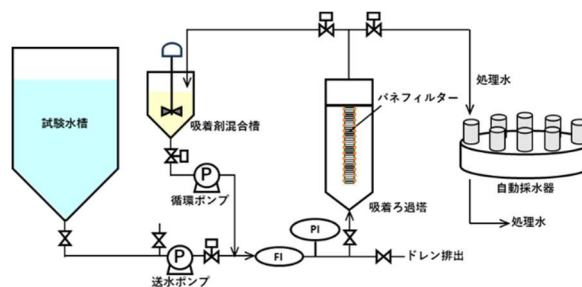 試験水槽
吸着剤混合槽
P
循環ポンプ
P
送水ポンプ
FI
PI
バネフィルター
吸着ろ過塔
ドレン排出
処理水
自動採水器
処理水